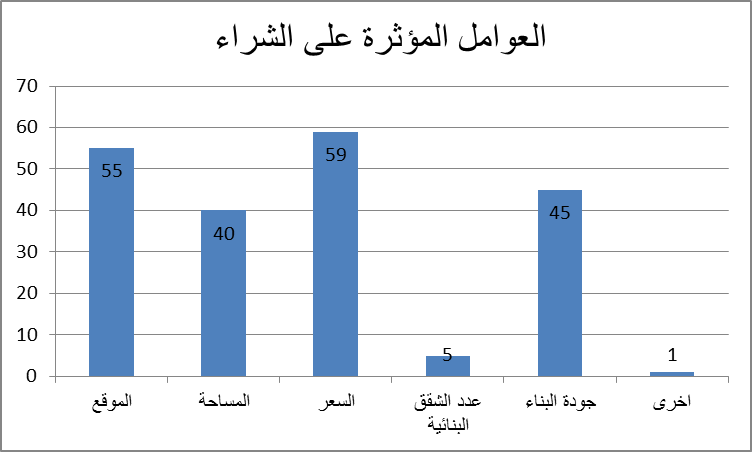 العوامل المؤثرة على الشراء
70
60
50
40
30
20
10
0
55
40
59
5
45
1
الموقع
المساحة
السعر
عدد الشقق
البنائية
جودة البناء
اخرى